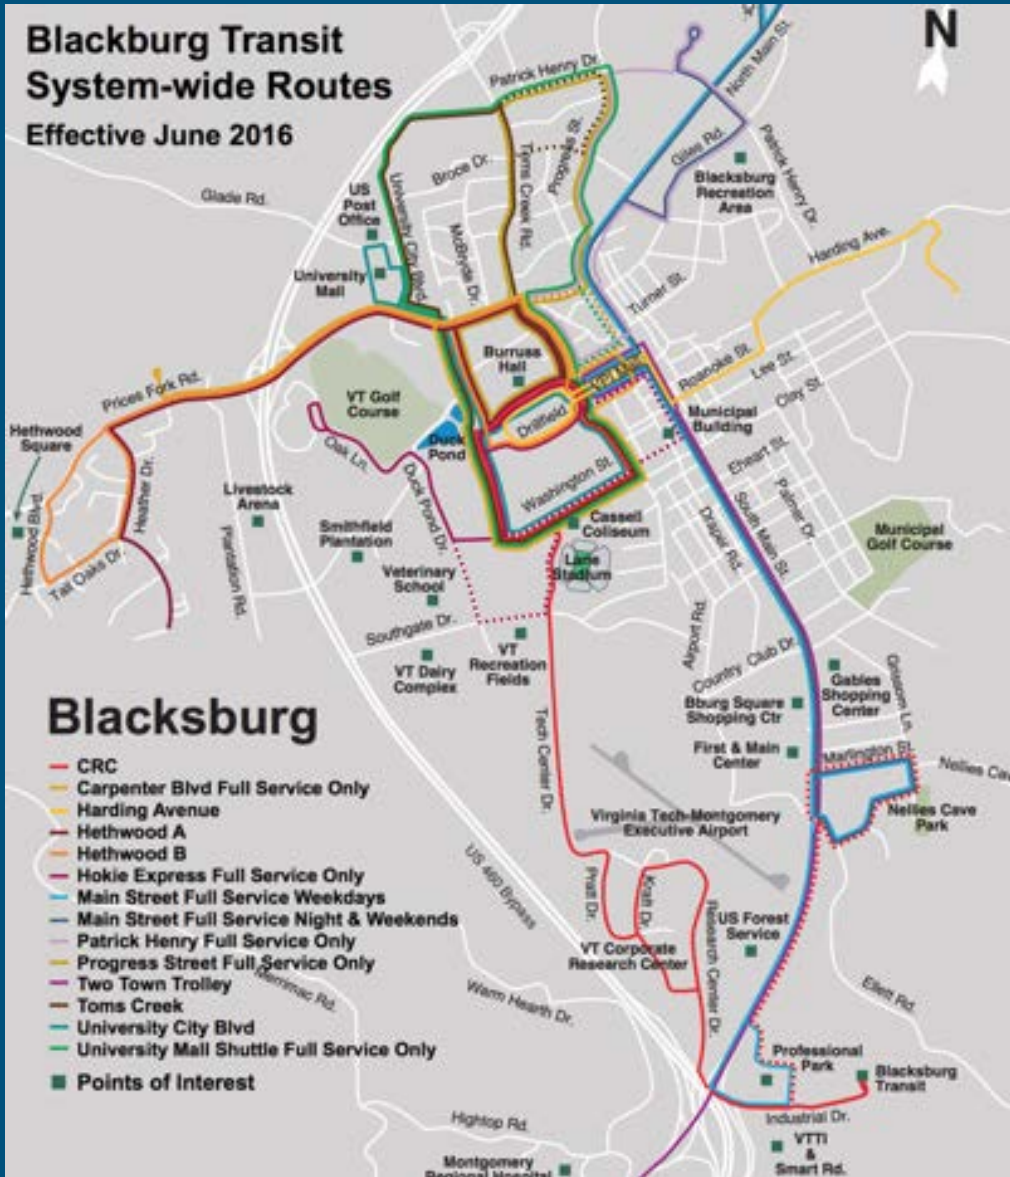 Blackburg Transit
System-wide Routes
Effective June 2016
N
North Main St.
Patrick Henry Dr.
Progress St.
Toms Creek Rd.
Broce Dr.
Giles Rd.
Blacksburg
Recreation
Area
Patrick Henry Dr.
Glade Rd.
US
Post
Office
University City Blvd.
McBryde Dr.
University
Mall
Harding Ave.
Turner St.
Burruss
Hall
Prices Fork Rd.
VT Golf
Course
Drillfield
Roanoke St.
Lee St.
Clay St.
Municipal
Building
Hethwood
Square
Duck
Pond
Oak Ln.
Duck Pond Dr.
Washington St.
Eheart St.
Palmer Dr.
Hethwood Blvd.
Heather Dr.
Tall Oaks Dr.
Livestock
Arena
Plantation Rd.
Smithfield
Plantation
Cassell
Coliseum
Lane
Stadium
Draper Rd.
South Main St.
Municipal
Golf Course
Veterinary
School
Southgate Dr.
VT Dairy
Complex
VT
Recreation
Fields
Airport Rd.
Country Club Dr.
Grissom Ln.
Gables
Shopping
Center
Bburg Square
Shopping Ctr
First & Main
Center
Marlington St.
Nellies Cav
Nellies Cave
Park
Tech Center Dr.
Virginia Tech-Montgomery
Executive Airport
US 460 Bypass
Pratt Dr.
Kraft Dr.
Research Center Dr.
US Forest
Service
VT Corporate
Research Center
Ellett Rd.
Merrimac Rd.
Warm Hearth Dr.
Professional
Park
Blacksburg
Transit
Industrial Dr.
VTTI
&
Smart Rd.
Hightop Rd.
Montgomery
Regional Hospital
Blacksburg
CRC
Carpenter Blvd Full Service Only
Harding Avenue
Hethwood A
Hethwood B
Hokie Express Full Service Only
Main Street Full Service Weekdays
Main Street Full Service Night & Weekends
Patrick Henry Full Service Only
Progress Street Full Service Only
Two Town Trolley
Toms Creek
University City Blvd
University Mall Shuttle Full Service Only
Points of Interest